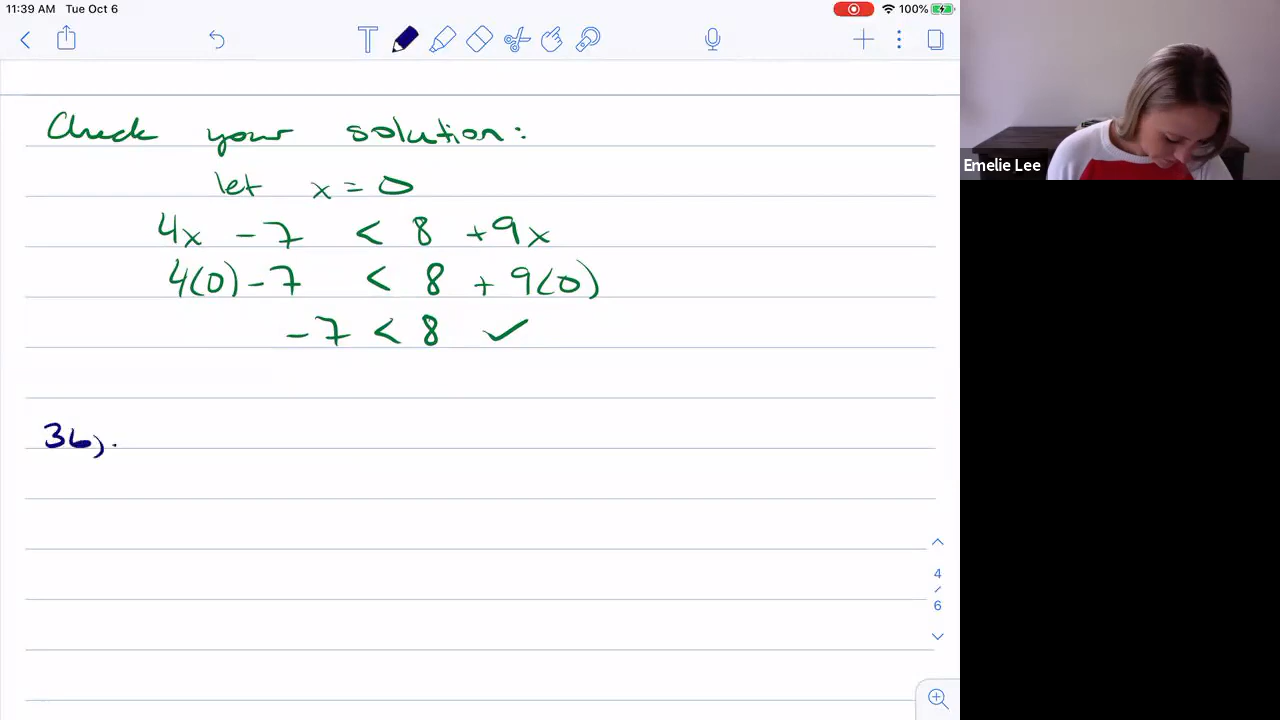 11:39 AM Tue Oct 6
100%
T
Check your solution:
let x = 0
4x - 7 < 8 + 9x
4(0) - 7 < 8 + 9(0)
-7 < 8 ✓
36).
4
/
6
Emelie Lee